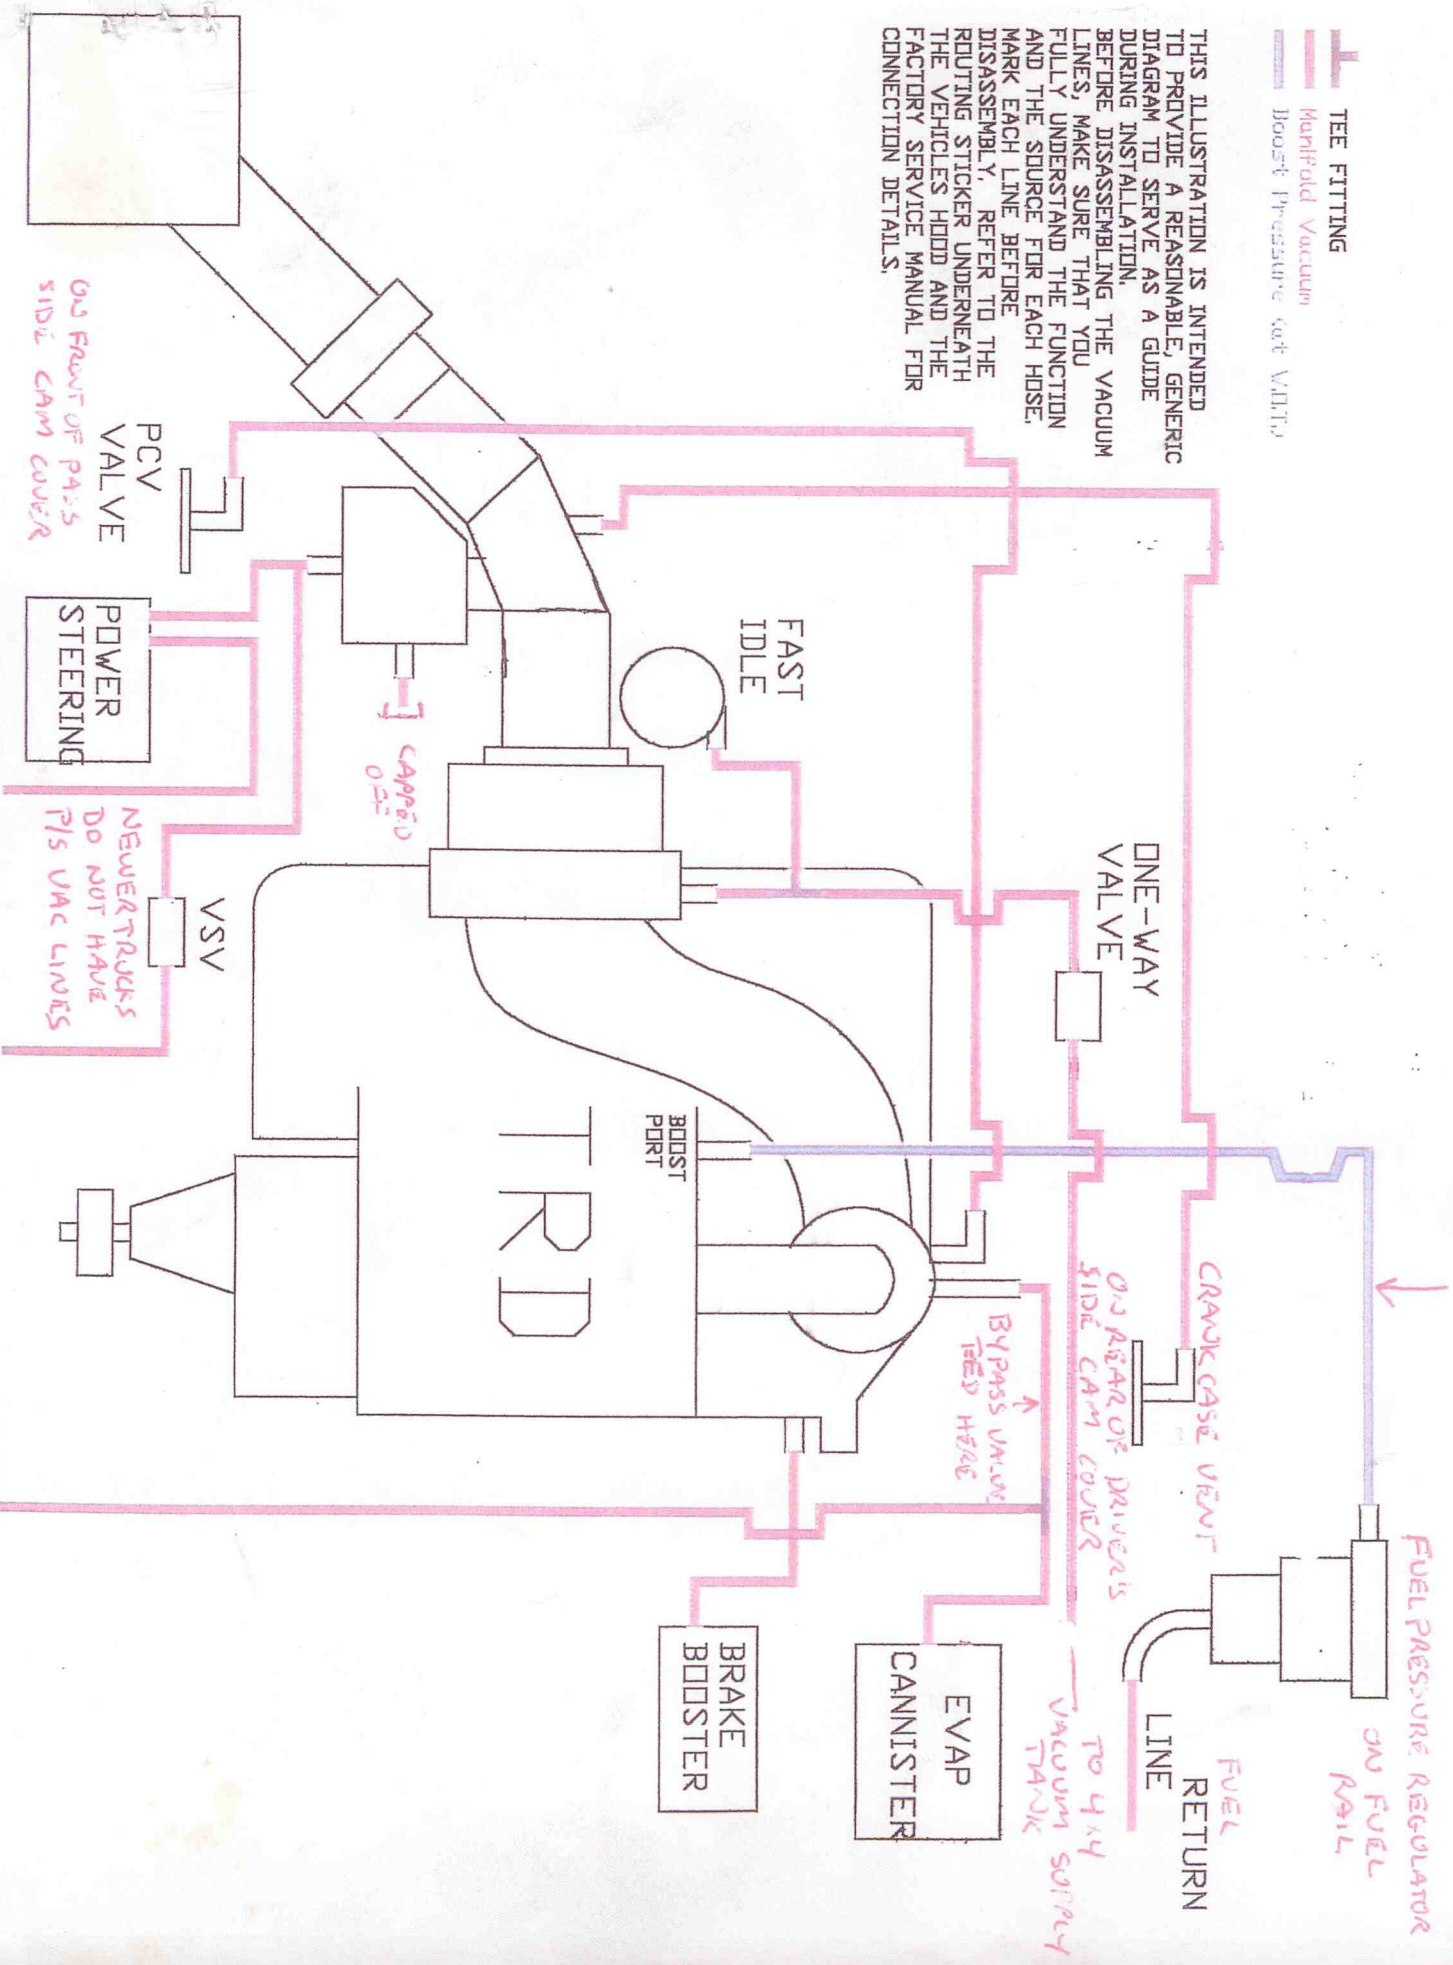 TEE FITTING
Manifold Vacuum
Boost Pressure (at W.O.T.)
THIS ILLUSTRATION IS INTENDED
TO PROVIDE A REASONABLE, GENERIC
DIAGRAM TO SERVE AS A GUIDE
DURING INSTALLATION.
BEFORE DISASSEMBLING THE VACUUM
LINES, MAKE SURE THAT YOU
FULLY UNDERSTAND THE FUNCTION
AND THE SOURCE FOR EACH HOSE.
MARK EACH LINE BEFORE
DISASSEMBLY. REFER TO THE
ROUTING STICKER UNDERNEATH
THE VEHICLES HOOD AND THE
FACTORY SERVICE MANUAL FOR
CONNECTION DETAILS.
FUEL PRESSURE REGULATOR
ON FUEL
RAIL
FUEL
RETURN
LINE
CRANKCASE VENT
ON REAR OF DRIVER'S
SIDE CAM COVER
TO 4x4
VACUUM SUPPLY
TANK
ONE-WAY
VALVE
BYPASS VALVE
TEED HERE
EVAP
CANNISTER
FAST
IDLE
BRAKE
BOOSTER
BOOST
PORT
TRD
CAPPED
OFF
VSV
PCV
VALVE
ON FRONT OF PASS
SIDE CAM COVER
POWER
STEERING
NEWER TRUCKS
DO NOT HAVE
P/S VAC LINES